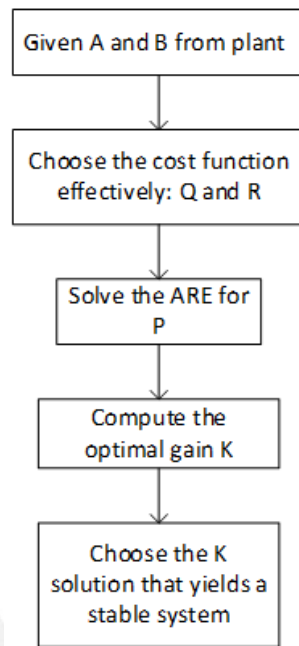 Given A and B from plant
Choose the cost function
effectively: Q and R
Solve the ARE for
P
Compute the
optimal gain K
Choose the K
solution that yields a
stable system